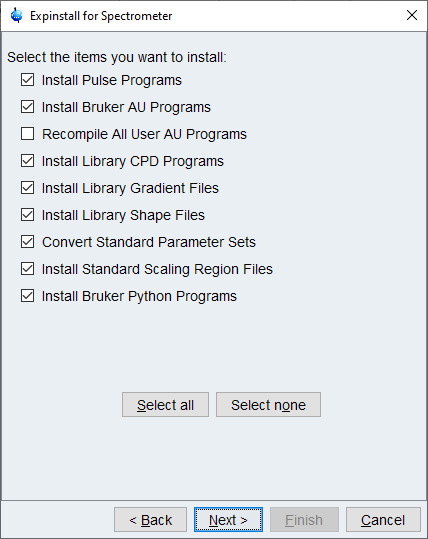 Expinstall for Spectrometer
Select the items you want to install:
Install Pulse Programs
Install Bruker AU Programs
Recompile All User AU Programs
Install Library CPD Programs
Install Library Gradient Files
Install Library Shape Files
Convert Standard Parameter Sets
Install Standard Scaling Region Files
Install Bruker Python Programs
Select all Select none
< Back Next > Finish Cancel